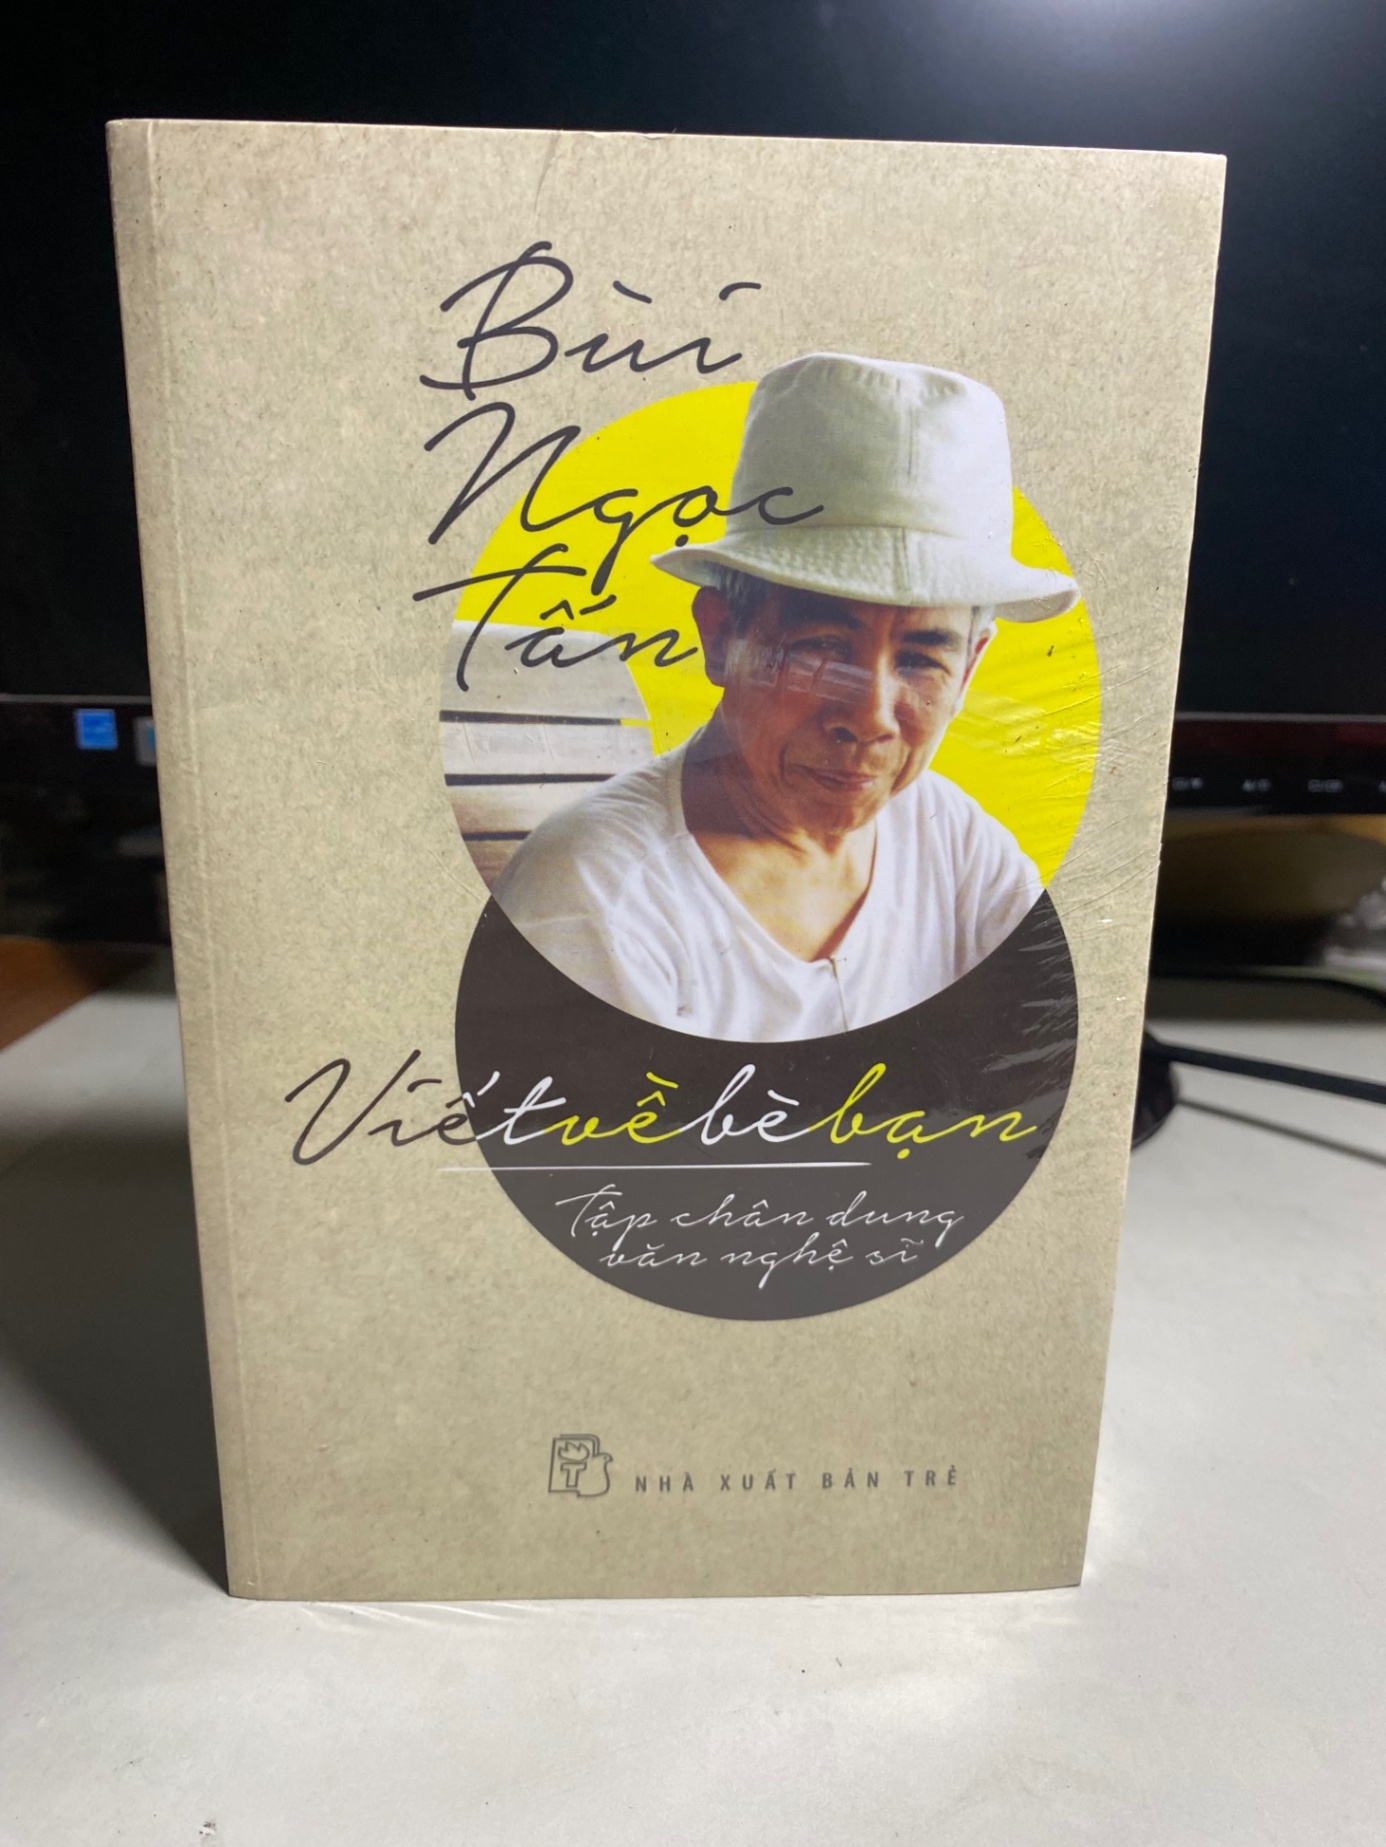 Bùi
Ngọc
Tấn
Viết về bè bạn
Tập chân dung
văn nghệ sĩ
T
NHÀ XUẤT BẢN TRẺ